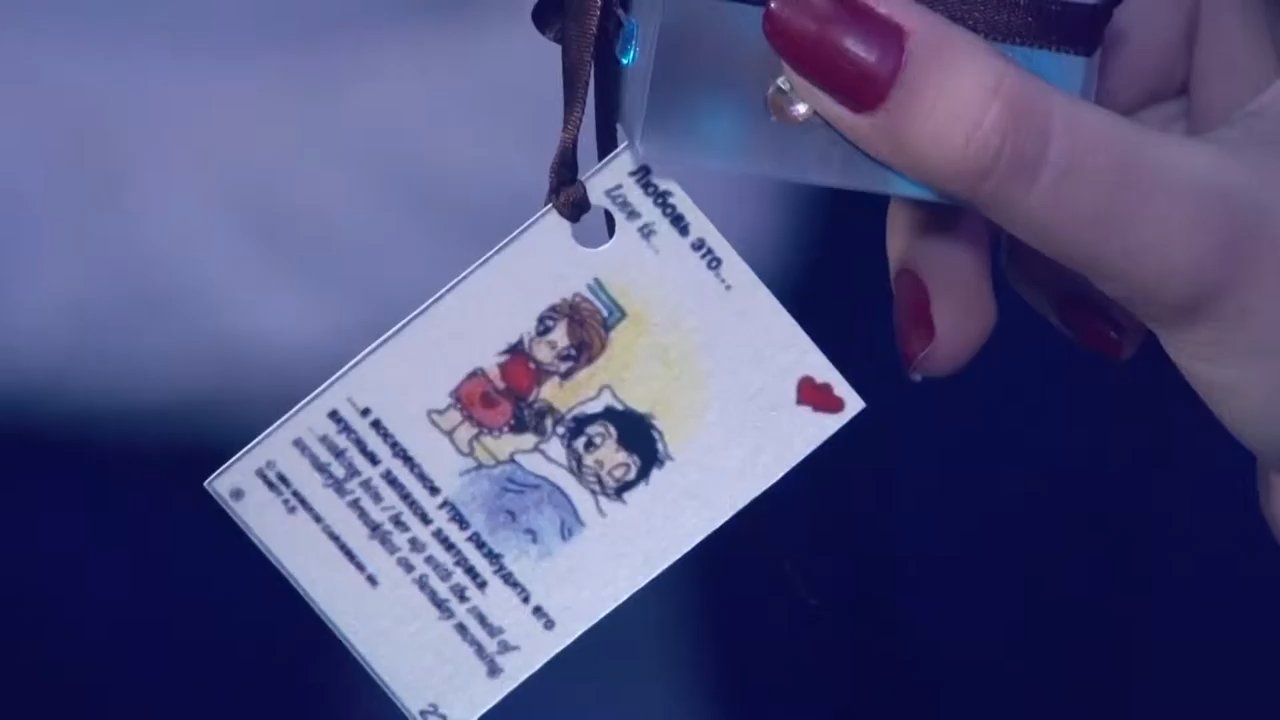 Любовь это...
Love is...
...в воскресное утро разбудить его
вкусным запахом завтрака.
...waking him / her up with the smell of
wonderful breakfast on Sunday morning